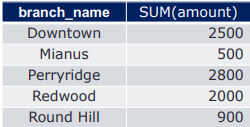 branch_name SUM(amount)
Downtown 2500
Mianus 500
Perryridge 2800
Redwood 2000
Round Hill 900